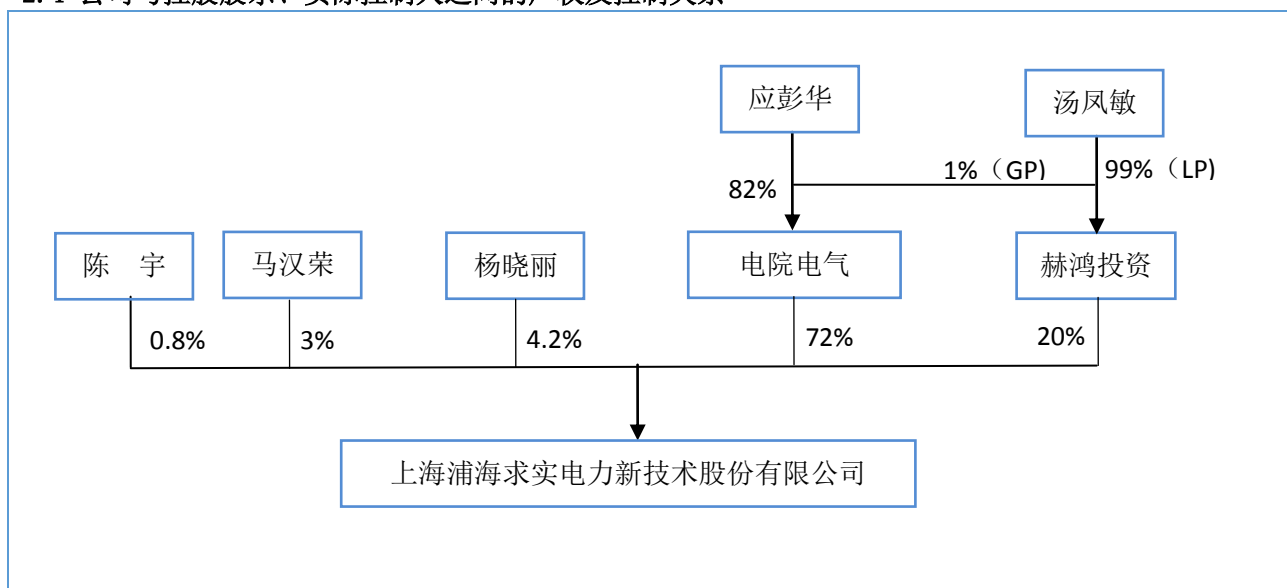 应彭华
汤凤敏
1%（GP)
99%（LP)
82%
陈 宇
马汉荣
杨晓丽
电院电气
赫鸿投资
0.8%
3%
4.2%
72%
20%
上海浦海求实电力新技术股份有限公司